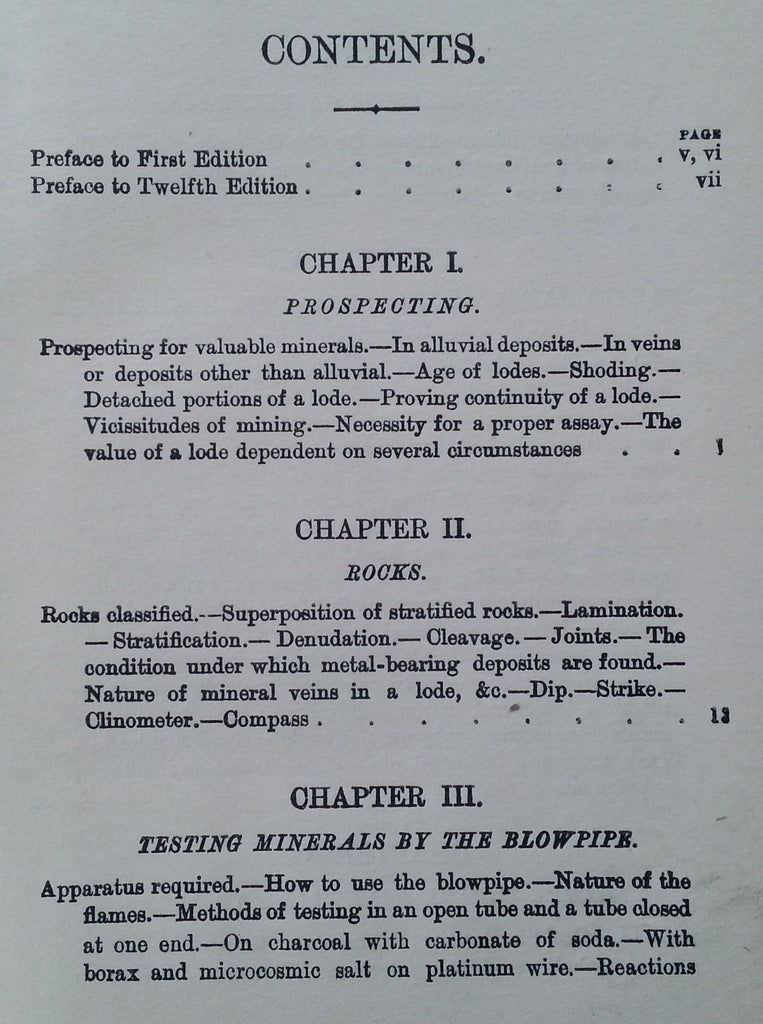 CONTENTS.
PAGE
Preface to First Edition . . . . . . . . v, vi
Preface to Twelfth Edition . . . . . . . . vii
CHAPTER I.
PROSPECTING.
Prospecting for valuable minerals.—In alluvial deposits.—In veins
or deposits other than alluvial.—Age of lodes.—Shoding.—
Detached portions of a lode.—Proving continuity of a lode.—
Vicissitudes of mining.—Necessity for a proper assay.—The
value of a lode dependent on several circumstances . . 1
CHAPTER II.
ROCKS.
Rocks classified.—Superposition of stratified rocks.—Lamination.
— Stratification.— Denudation.— Cleavage. — Joints.— The
condition under which metal-bearing deposits are found.—
Nature of mineral veins in a lode, &c.—Dip.—Strike.—
Clinometer.—Compass . . . . . . . .
CHAPTER III.
TESTING MINERALS BY THE BLOWPIPE.
Apparatus required.—How to use the blowpipe.—Nature of the
flames.—Methods of testing in an open tube and a tube closed
at one end.—On charcoal with carbonate of soda.—With
borax and microcosmic salt on platinum wire.—Reactions